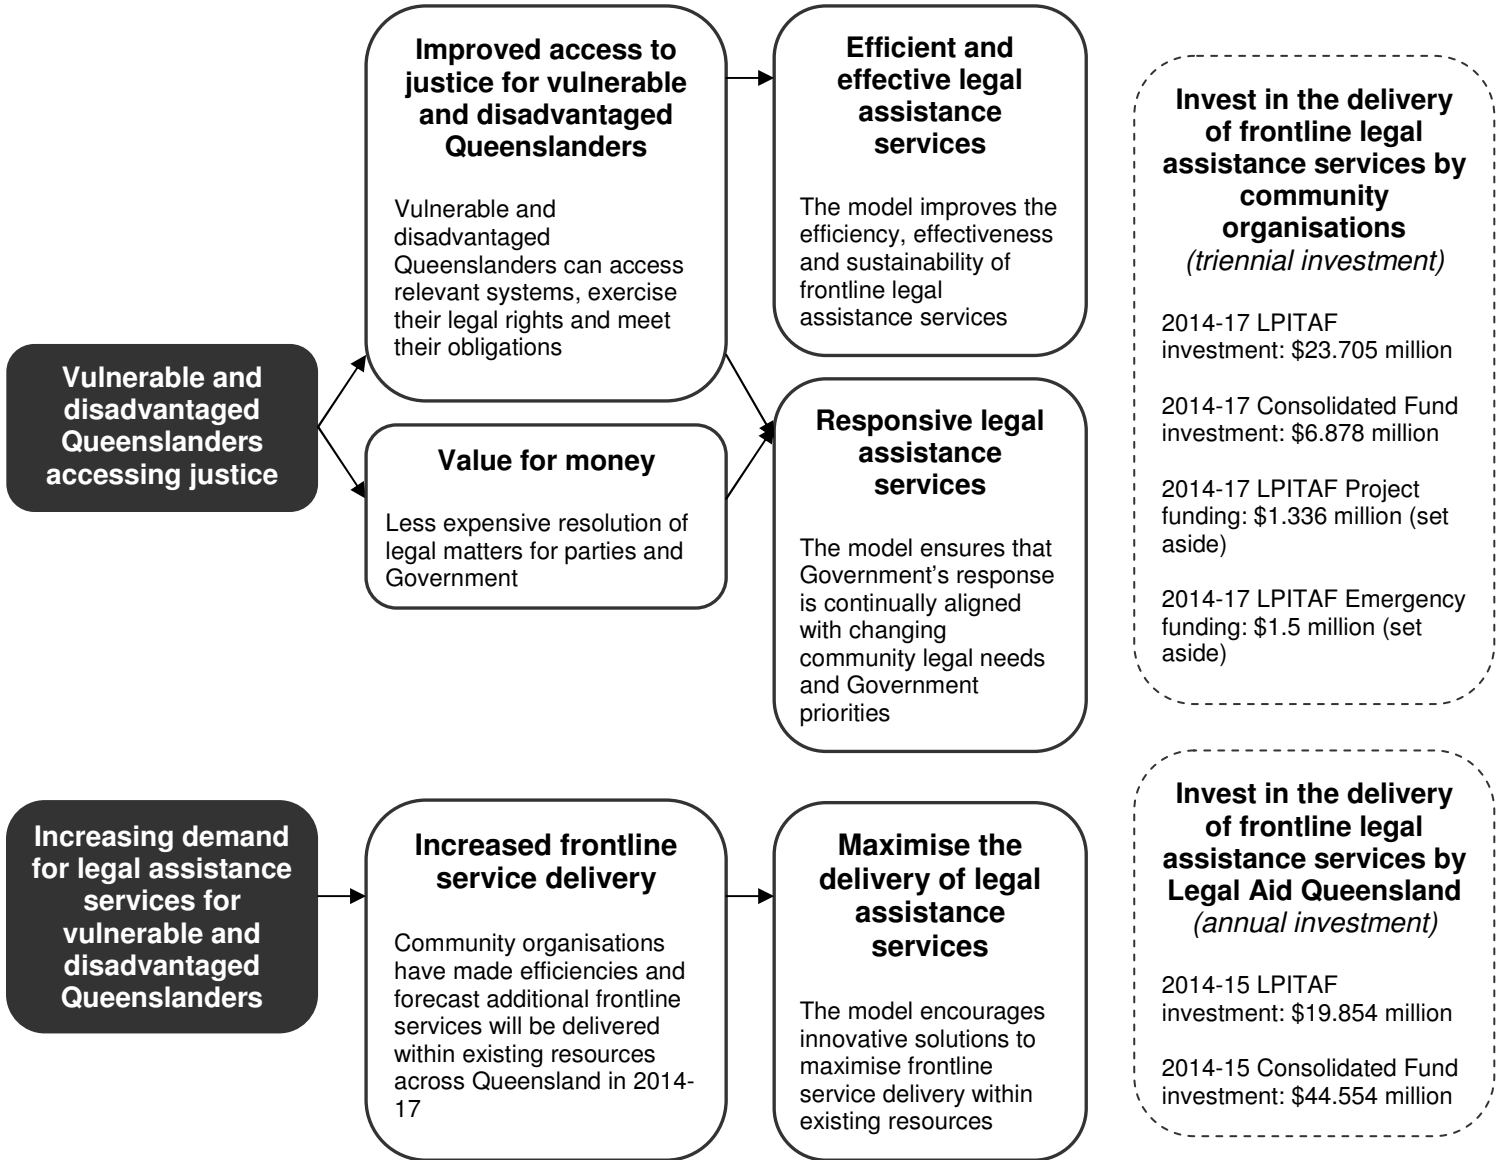 Vulnerable and
disadvantaged
Queenslanders
accessing justice
Improved access to
justice for vulnerable
and disadvantaged
Queenslanders
Vulnerable and
disadvantaged
Queenslanders can access
relevant systems, exercise
their legal rights and meet
their obligations
Value for money
Less expensive resolution of
legal matters for parties and
Government
Efficient and
effective legal
assistance
services
The model improves the
efficiency, effectiveness
and sustainability of
frontline legal
assistance services
Responsive legal
assistance
services
The model ensures that
Government’s response
is continually aligned
with changing
community legal needs
and Government
priorities
Invest in the delivery
of frontline legal
assistance services by
community
organisations
(triennial investment)
2014-17 LPITAF
investment: $23.705 million
2014-17 Consolidated Fund
investment: $6.878 million
2014-17 LPITAF Project
funding: $1.336 million (set
aside)
2014-17 LPITAF Emergency
funding: $1.5 million (set
aside)
Increasing demand
for legal assistance
services for
vulnerable and
disadvantaged
Queenslanders
Increased frontline
service delivery
Community organisations
have made efficiencies and
forecast additional frontline
services will be delivered
within existing resources
across Queensland in 2014-
17
Maximise the
delivery of legal
assistance
services
The model encourages
innovative solutions to
maximise frontline
service delivery within
existing resources
Invest in the delivery
of frontline legal
assistance services by
Legal Aid Queensland
(annual investment)
2014-15 LPITAF
investment: $19.854 million
2014-15 Consolidated Fund
investment: $44.554 million